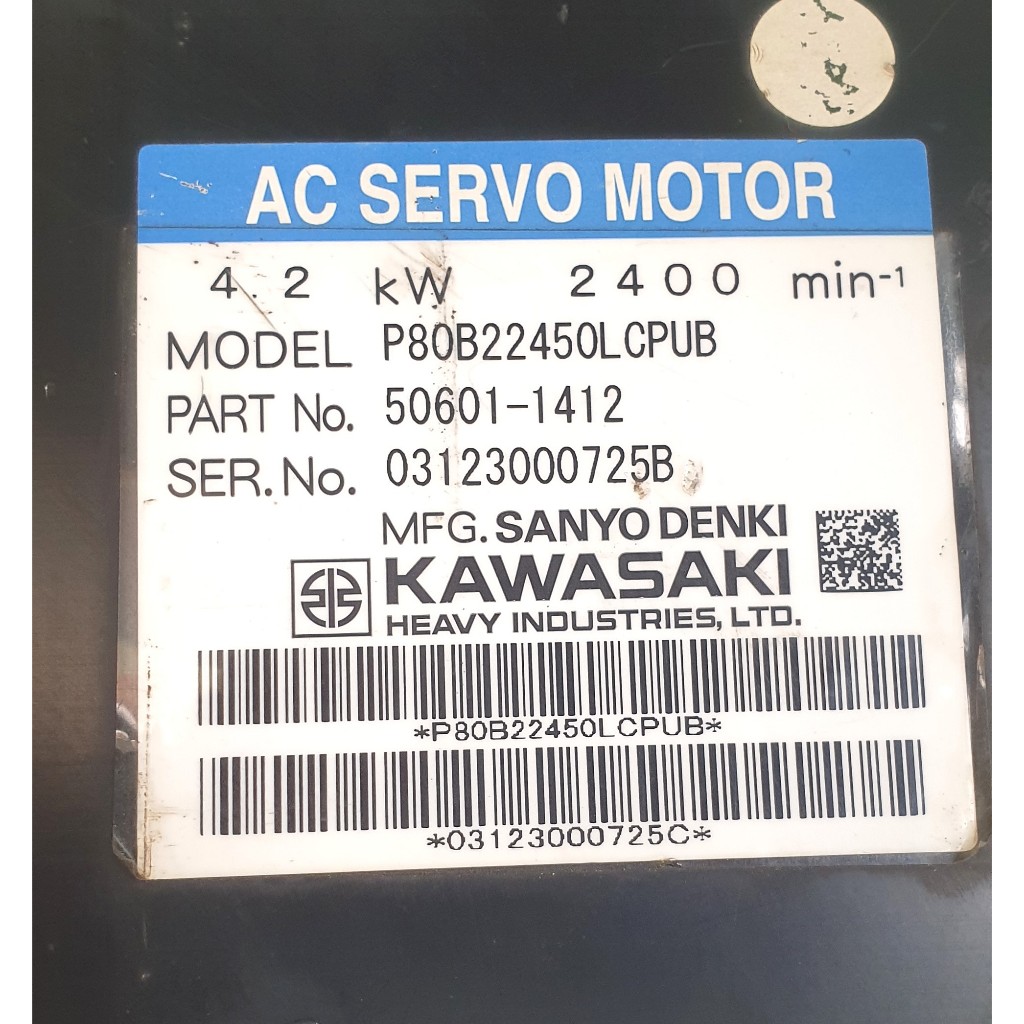 AC SERVO MOTOR
4.2 kW 2400 min-1
MODEL P80B22450LCPUB
PART No. 50601-1412
SER. No. 03123000725B
MFG. SANYO DENKI
KAWASAKI
HEAVY INDUSTRIES, LTD.
*P80B22450LCPUB*
*03123000725C*